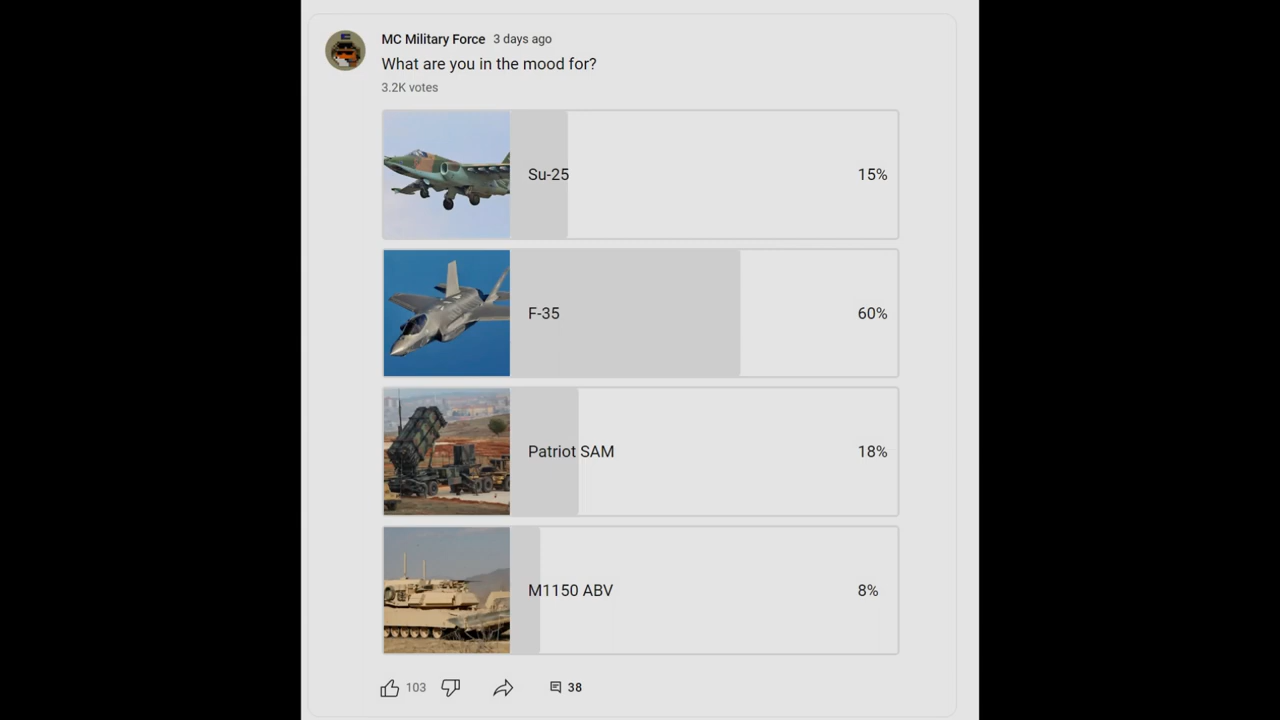 MC Military Force 3 days ago
What are you in the mood for?
3.2K votes
Su-25 15%
F-35 60%
Patriot SAM 18%
M1150 ABV 8%
103 38